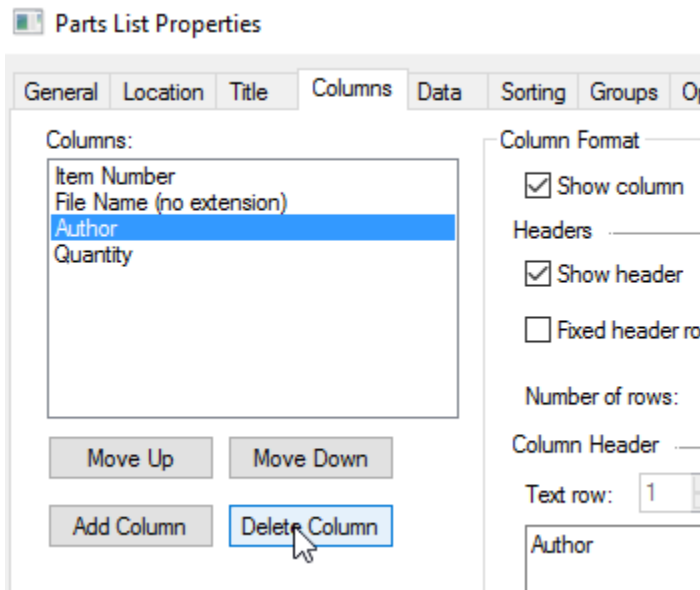 Parts List Properties
General Location Title Columns Data Sorting Groups
Columns:
Item Number
File Name (no extension)
Author
Quantity
Move Up Move Down
Add Column Delete Column
Column Format
Show column
Headers
Show header
Fixed header
Number of rows:
Column Header
Text row: 1
Author